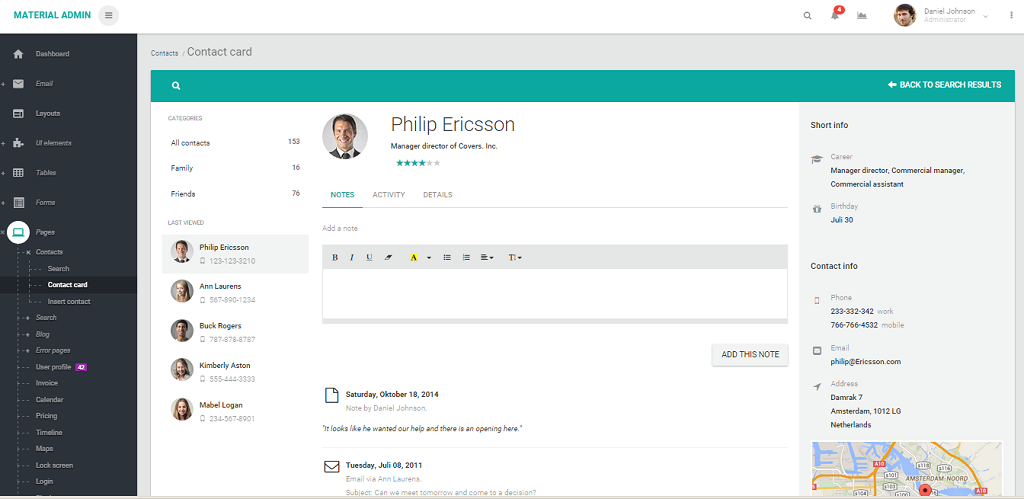 MATERIAL ADMIN
4
Daniel Johnson
Administrator
Dashboard
Email
Layouts
UI elements
Tables
Forms
Pages
Contacts
Search
Contact card
Insert contact
Search
Blog
Error pages
User profile 42
Invoice
Calendar
Pricing
Timeline
Maps
Lock screen
Login
Contacts / Contact card
BACK TO SEARCH RESULTS
CATEGORIES
All contacts 153
Family 16
Friends 76
LAST VIEWED
Philip Ericsson
123-123-3210
Ann Laurens
567-890-1234
Buck Rogers
787-878-8787
Kimberly Aston
555-444-3333
Mabel Logan
234-567-8901
Philip Ericsson
Manager director of Covers. Inc.
NOTES ACTIVITY DETAILS
Add a note
B I U A T
ADD THIS NOTE
Saturday, Oktober 18, 2014
Note by Daniel Johnson.
"It looks like he wanted our help and there is an opening here."
Tuesday, Juli 08, 2011
Email via Ann Laurens.
Subject: Can we meet tomorrow and come to a decision?
Short info
Career
Manager director, Commercial manager,
Commercial assistant
Birthday
Juli 30
Contact info
Phone
233-332-342 work
766-766-4532 mobile
Email
philip@Ericsson.com
Address
Damrak 7
Amsterdam, 1012 LG
Netherlands
A10
s118
s116
AMSTERDAM-NOORD
A10